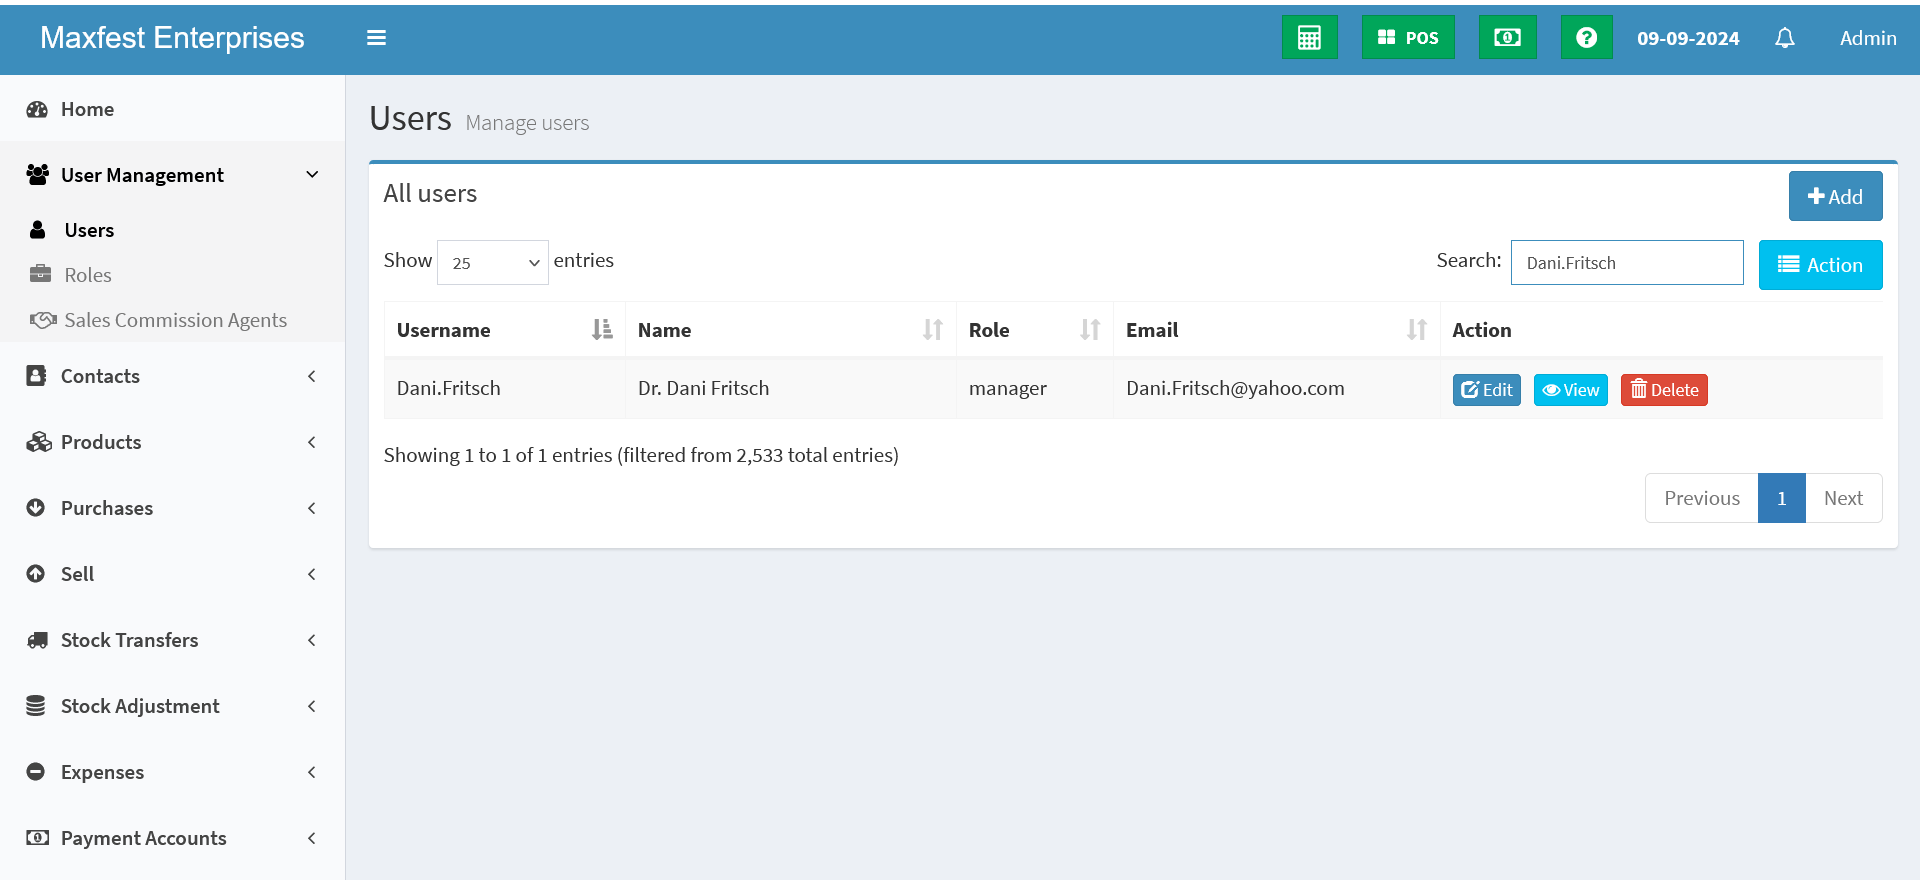 Maxfest Enterprises
POS
09-09-2024
Admin
Home
User Management
Users
Roles
Sales Commission Agents
Contacts
Products
Purchases
Sell
Stock Transfers
Stock Adjustment
Expenses
Payment Accounts
Users Manage users
All users
Add
Show 25 entries
Search: Dani.Fritsch
Action
Username Name Role Email Action
Dani.Fritsch Dr. Dani Fritsch manager Dani.Fritsch@yahoo.com Edit View Delete
Showing 1 to 1 of 1 entries (filtered from 2,533 total entries)
Previous 1 Next